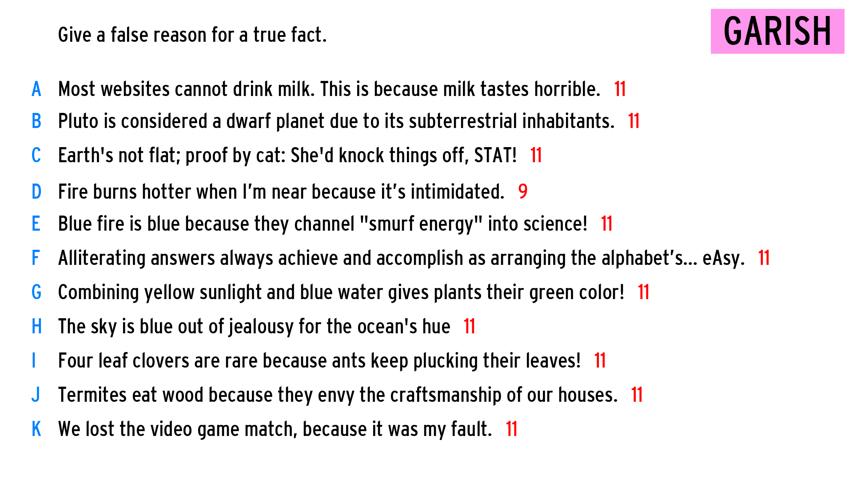 Give a false reason for a true fact.
GARISH
A Most websites cannot drink milk. This is because milk tastes horrible. 11
B Pluto is considered a dwarf planet due to its subterrestrial inhabitants. 11
C Earth's not flat; proof by cat: She'd knock things off, STAT! 11
D Fire burns hotter when I’m near because it’s intimidated. 9
E Blue fire is blue because they channel "smurf energy" into science! 11
F Alliterating answers always achieve and accomplish as arranging the alphabet’s... eAsy. 11
G Combining yellow sunlight and blue water gives plants their green color! 11
H The sky is blue out of jealousy for the ocean's hue 11
I Four leaf clovers are rare because ants keep plucking their leaves! 11
J Termites eat wood because they envy the craftsmanship of our houses. 11
K We lost the video game match, because it was my fault. 11